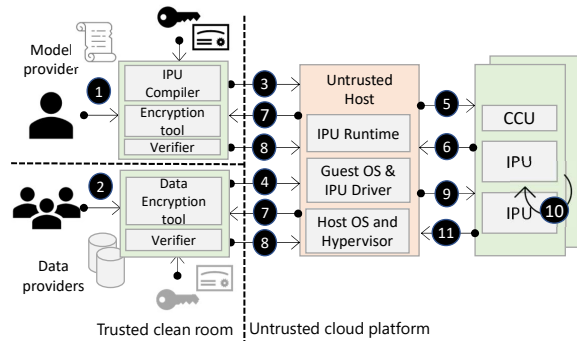 Model
provider
1
IPU
Compiler
Encryption
tool
Verifier
3
7
8
Untrusted
Host
IPU Runtime
Guest OS &
IPU Driver
Host OS and
Hypervisor
5
6
9
11
CCU
IPU
IPU
10
2
Data
Encryption
tool
Verifier
4
7
8
Data
providers
Trusted clean room
Untrusted cloud platform